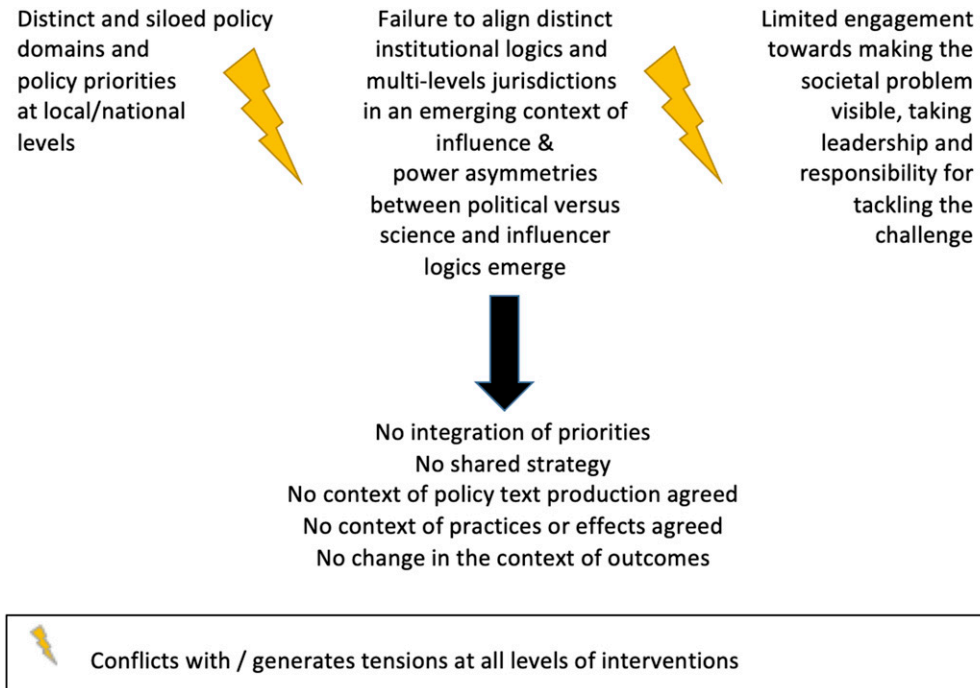 Distinct and siloed policy
domains and
policy priorities
at local/national
levels
Failure to align distinct
institutional logics and
multi-levels jurisdictions
in an emerging context of
influence &
power asymmetries
between political versus
science and influencer
logics emerge
Limited engagement
towards making the
societal problem
visible, taking
leadership and
responsibility for
tackling the
challenge
No integration of priorities
No shared strategy
No context of policy text production agreed
No context of practices or effects agreed
No change in the context of outcomes
Conflicts with / generates tensions at all levels of interventions